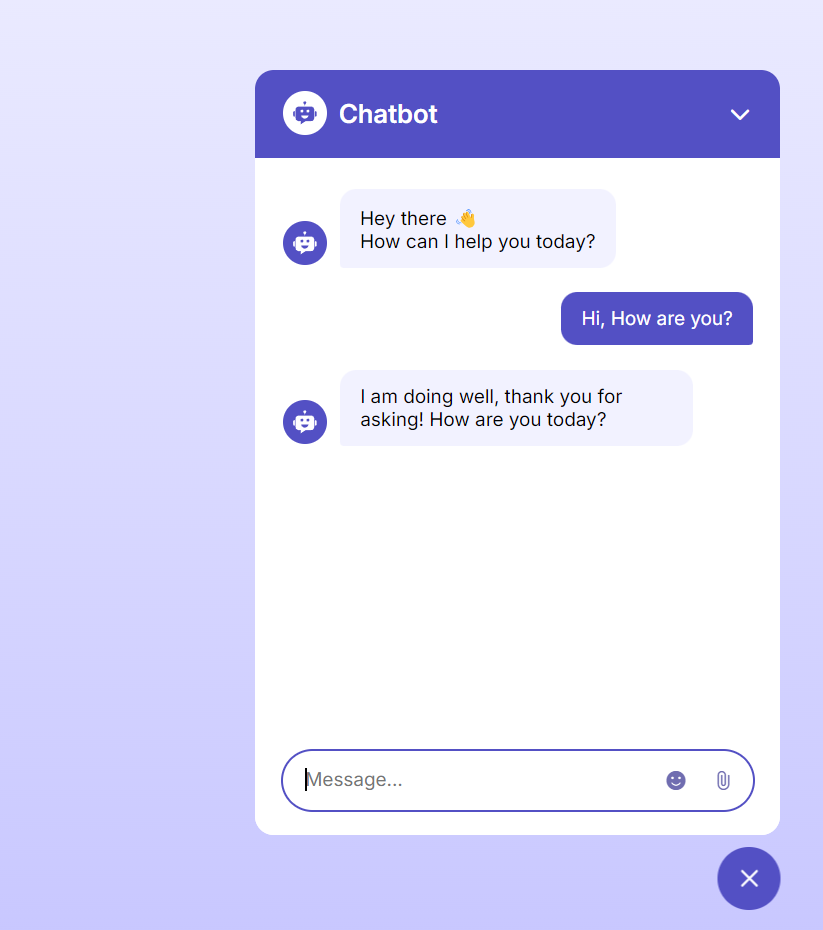 Chatbot
Hey there 👋
How can I help you today?
Hi, How are you?
I am doing well, thank you for
asking! How are you today?
Message...